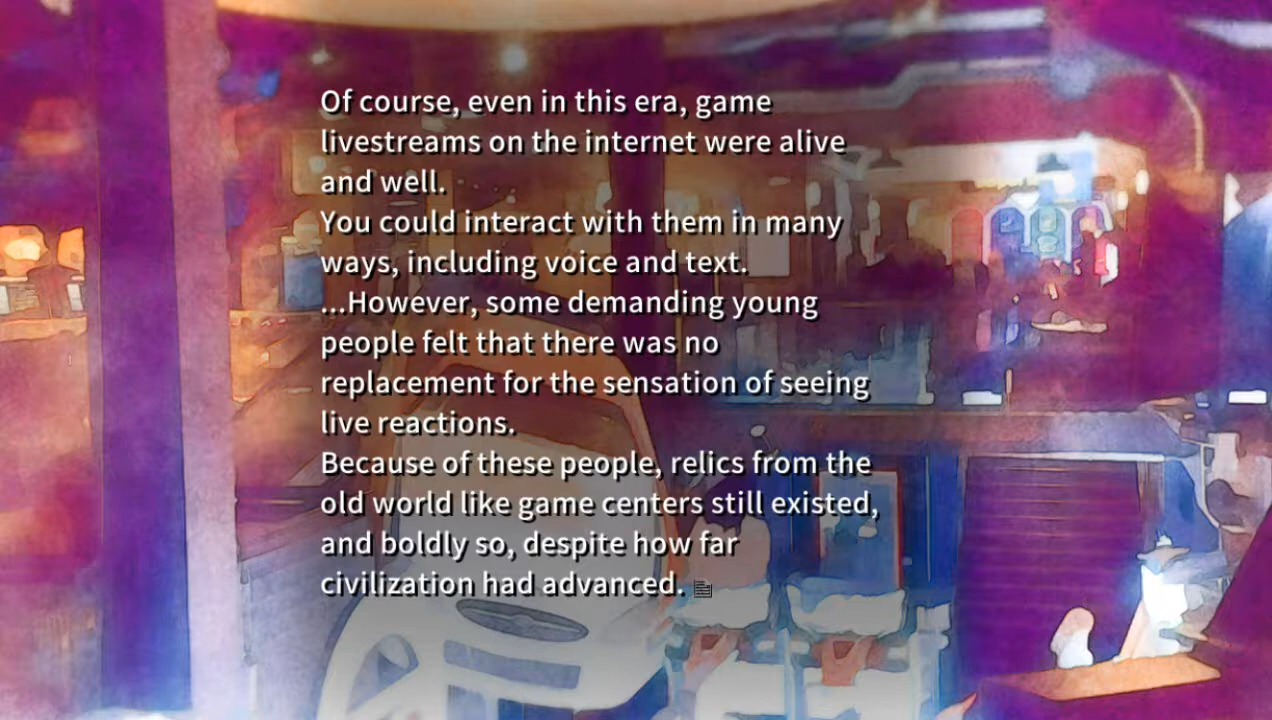 Of course, even in this era, game
livestreams on the internet were alive
and well.
You could interact with them in many
ways, including voice and text.
...However, some demanding young
people felt that there was no
replacement for the sensation of seeing
live reactions.
Because of these people, relics from the
old world like game centers still existed,
and boldly so, despite how far
civilization had advanced.